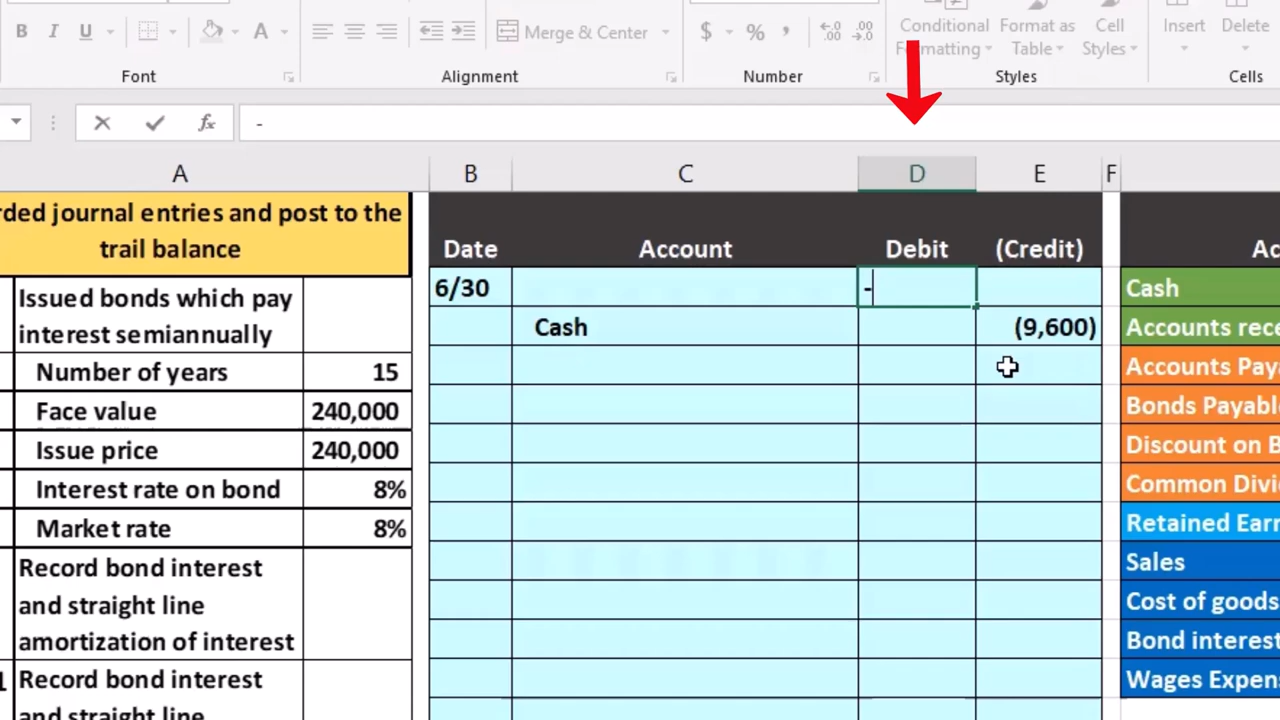 B I U A Merge & Center $ % , Conditional Formatting Format as Table Cell Styles Insert Delete
Font Alignment Number Styles Cells
fx -
A B C D E F
rded journal entries and post to the
trail balance
Date Account Debit (Credit) Ac
Issued bonds which pay
interest semiannually
Number of years 15
Face value 240,000
Issue price 240,000
Interest rate on bond 8%
Market rate 8%
Record bond interest
and straight line
amortization of interest
1 Record bond interest
and straight line
6/30 -
Cash (9,600)
Cash
Accounts rece
Accounts Paya
Bonds Payabl
Discount on B
Common Divi
Retained Earn
Sales
Cost of goods
Bond interest
Wages Expens